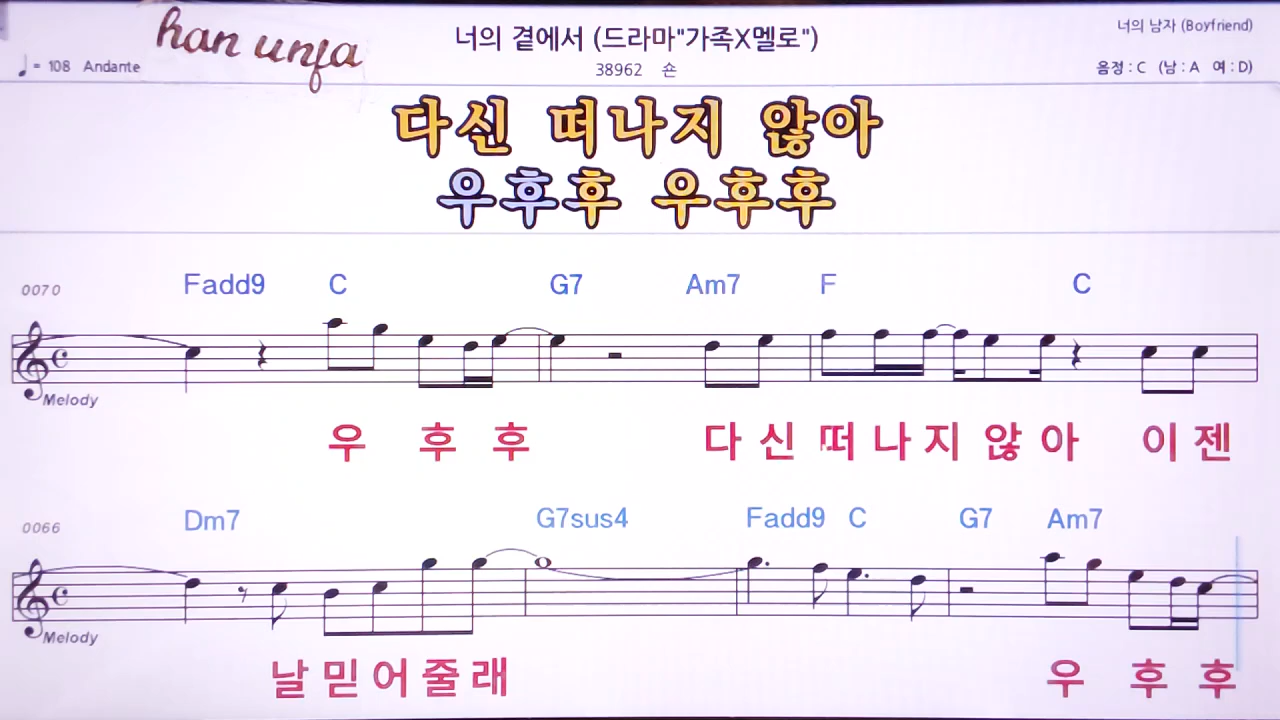 han unja
너의 곁에서 (드라마"가족X멜로")
너의 남자 (Boyfriend)
♩= 108 Andante
38962 숀
음정 : C (남 : A 여 : D)
다신 떠나지 않아
우후후 우후후
0070 Fadd9 C G7 Am7 F C
Melody
우 후 후 다 신 떠 나 지 않 아 이 젠
0066 Dm7 G7sus4 Fadd9 C G7 Am7
Melody
날 믿 어 줄 래 우 후 후